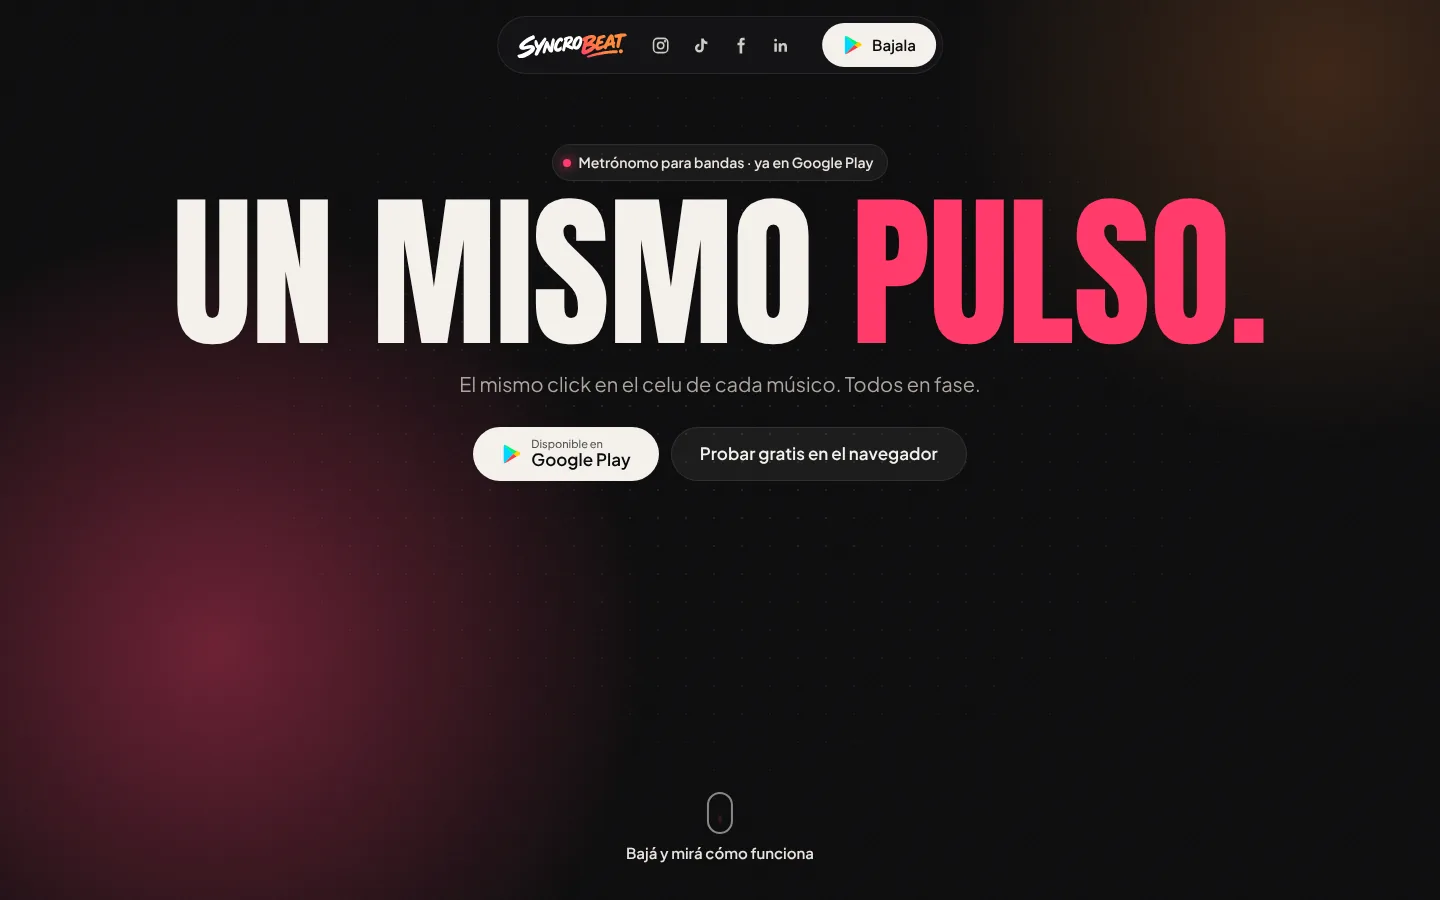 SYNCROBEAT
Bajala
Metrónomo para bandas · ya en Google Play
UN MISMO PULSO.
El mismo click en el celu de cada músico. Todos en fase.
Disponible en
Google Play
Probar gratis en el navegador
Bajá y mirá cómo funciona